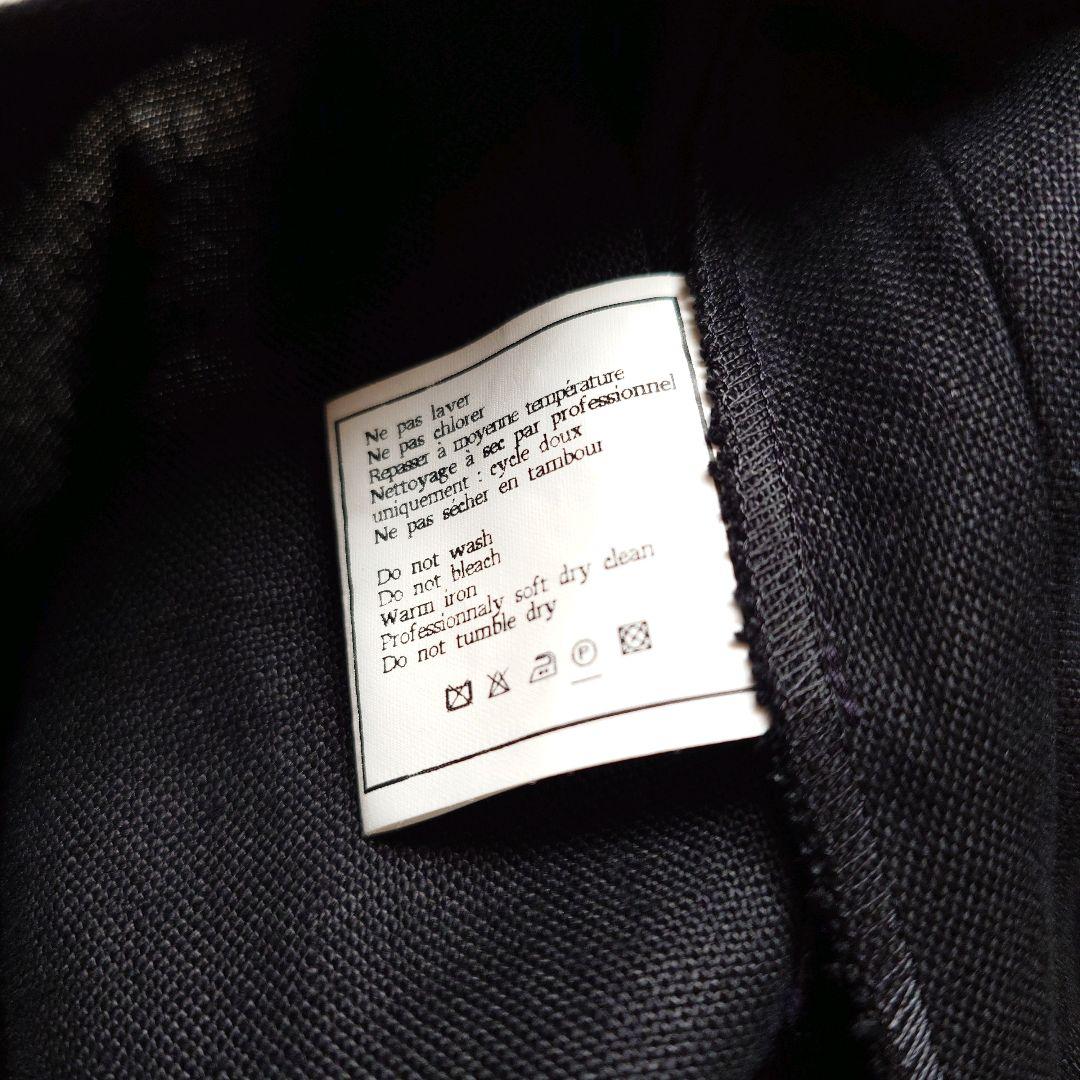 Ne pas laver
Ne pas chlorer
Repasser à moyenne température
Nettoyage à sec par professionnel
uniquement : cycle doux
Ne pas sécher en tambour
Do not wash
Do not bleach
Warm iron
Professionnaly soft dry clean
Do not tumble dry
P